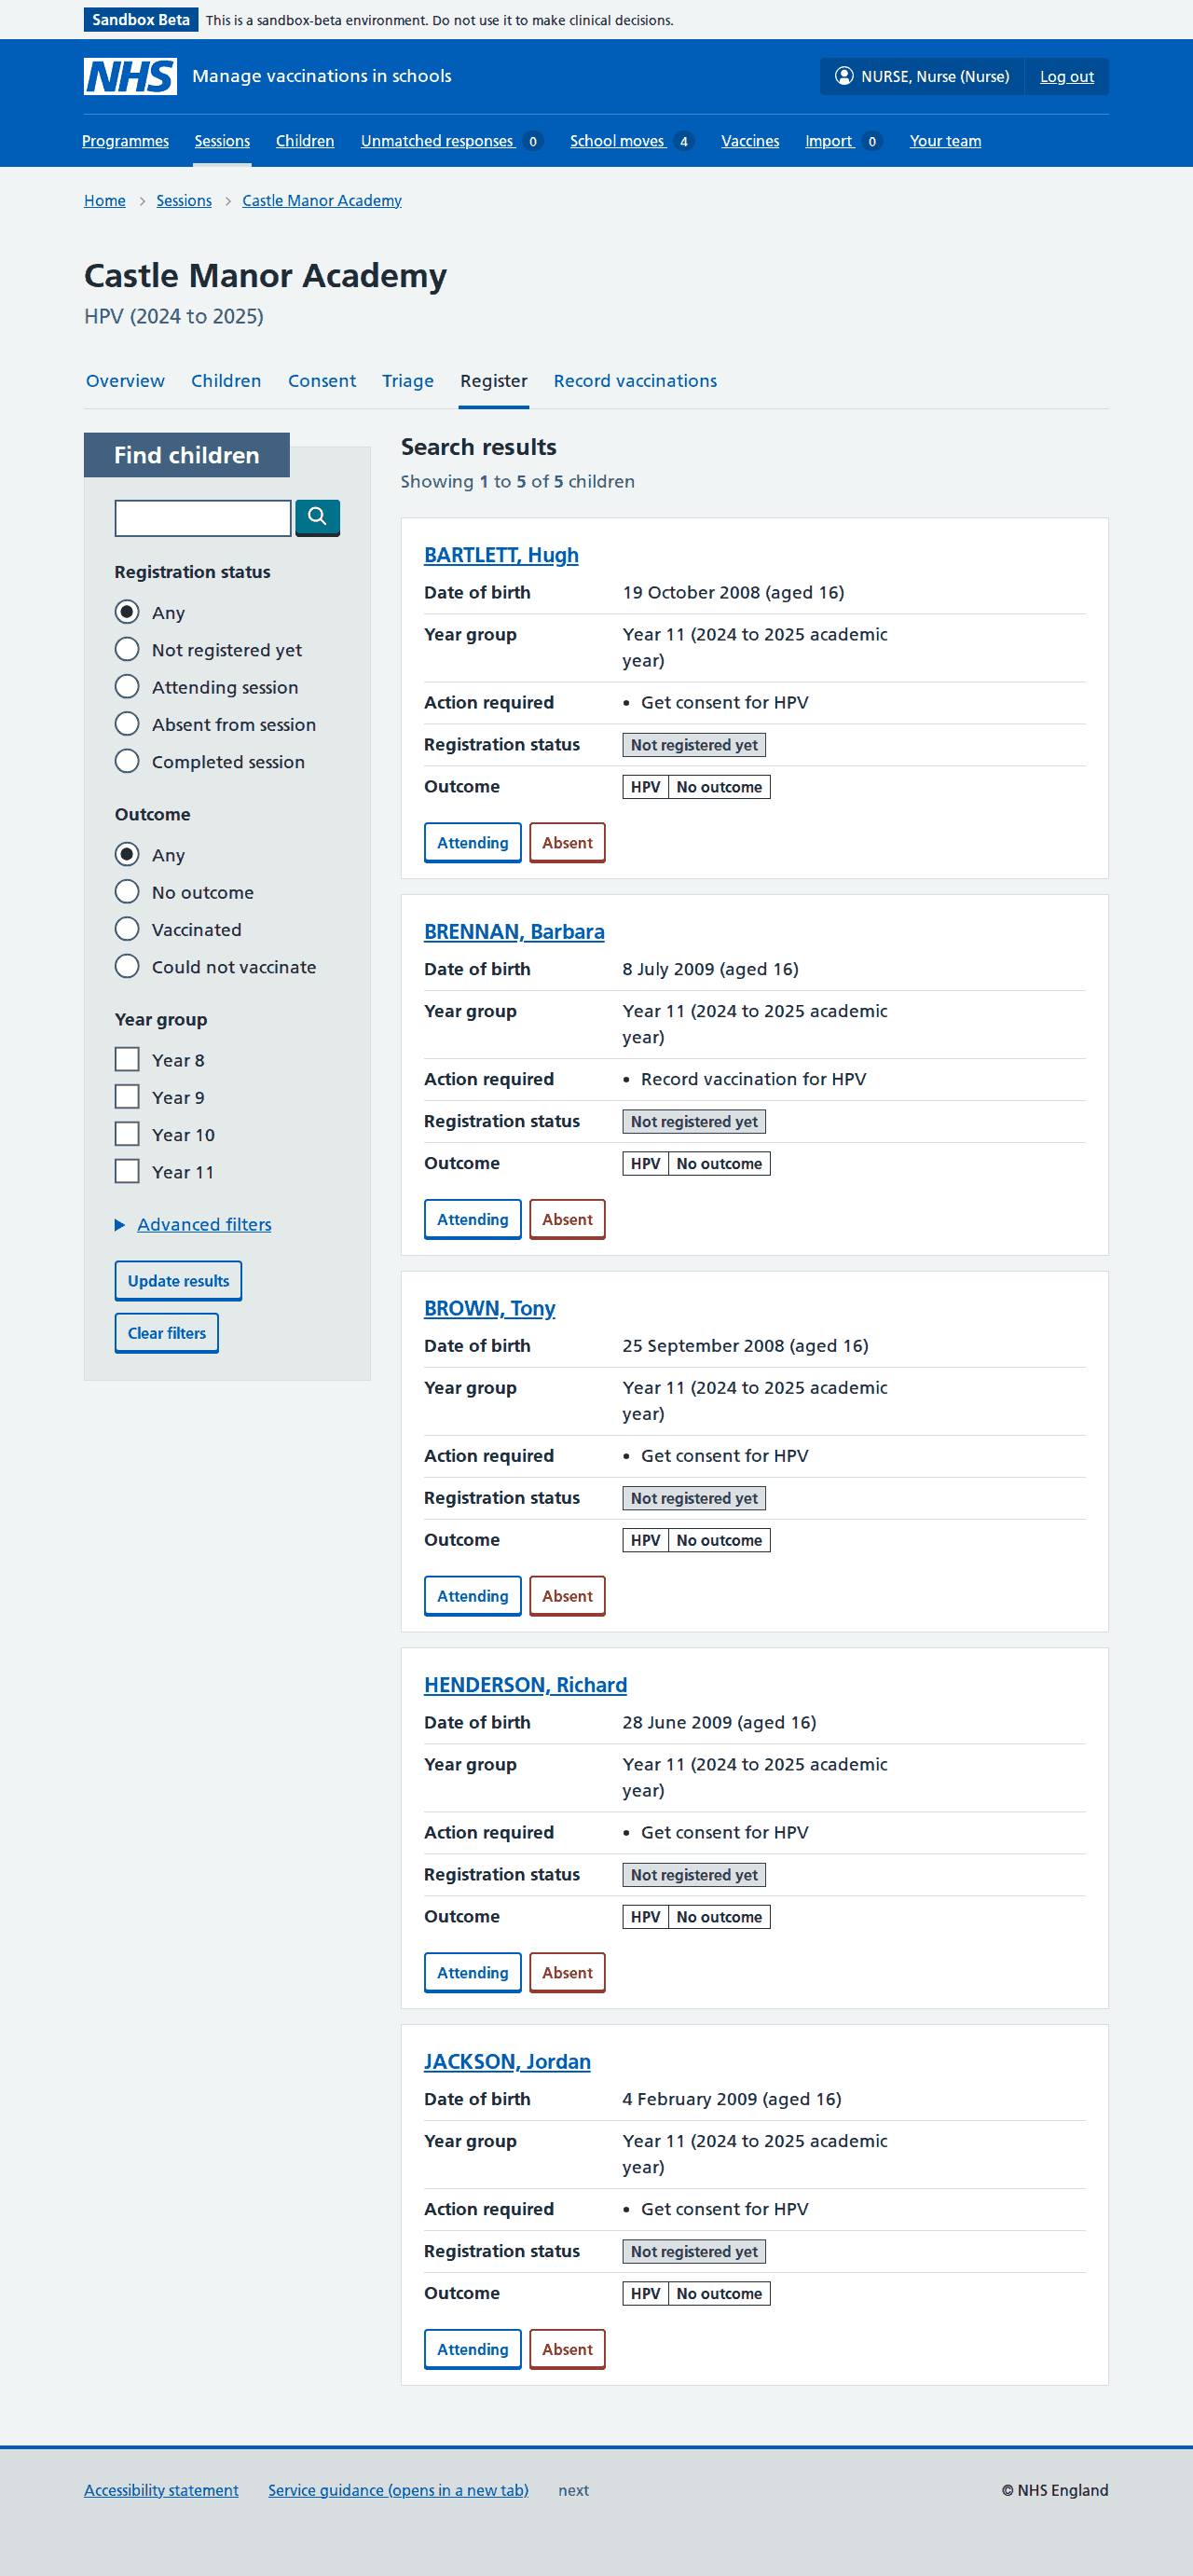 Sandbox Beta This is a sandbox-beta environment. Do not use it to make clinical decisions.
NHS Manage vaccinations in schools NURSE, Nurse (Nurse) Log out
Programmes Sessions Children Unmatched responses 0 School moves 4 Vaccines Import 0 Your team
Home Sessions Castle Manor Academy
Castle Manor Academy
HPV (2024 to 2025)
Overview Children Consent Triage Register Record vaccinations
Find children
Registration status
Any
Not registered yet
Attending session
Absent from session
Completed session
Outcome
Any
No outcome
Vaccinated
Could not vaccinate
Year group
Year 8
Year 9
Year 10
Year 11
Advanced filters
Update results
Clear filters
Search results
Showing 1 to 5 of 5 children
BARTLETT, Hugh
Date of birth 19 October 2008 (aged 16)
Year group Year 11 (2024 to 2025 academic
year)
Action required • Get consent for HPV
Registration status Not registered yet
Outcome HPV No outcome
Attending Absent
BRENNAN, Barbara
Date of birth 8 July 2009 (aged 16)
Year group Year 11 (2024 to 2025 academic
year)
Action required • Record vaccination for HPV
Registration status Not registered yet
Outcome HPV No outcome
Attending Absent
BROWN, Tony
Date of birth 25 September 2008 (aged 16)
Year group Year 11 (2024 to 2025 academic
year)
Action required • Get consent for HPV
Registration status Not registered yet
Outcome HPV No outcome
Attending Absent
HENDERSON, Richard
Date of birth 28 June 2009 (aged 16)
Year group Year 11 (2024 to 2025 academic
year)
Action required • Get consent for HPV
Registration status Not registered yet
Outcome HPV No outcome
Attending Absent
JACKSON, Jordan
Date of birth 4 February 2009 (aged 16)
Year group Year 11 (2024 to 2025 academic
year)
Action required • Get consent for HPV
Registration status Not registered yet
Outcome HPV No outcome
Attending Absent
Accessibility statement Service guidance (opens in a new tab) next © NHS England